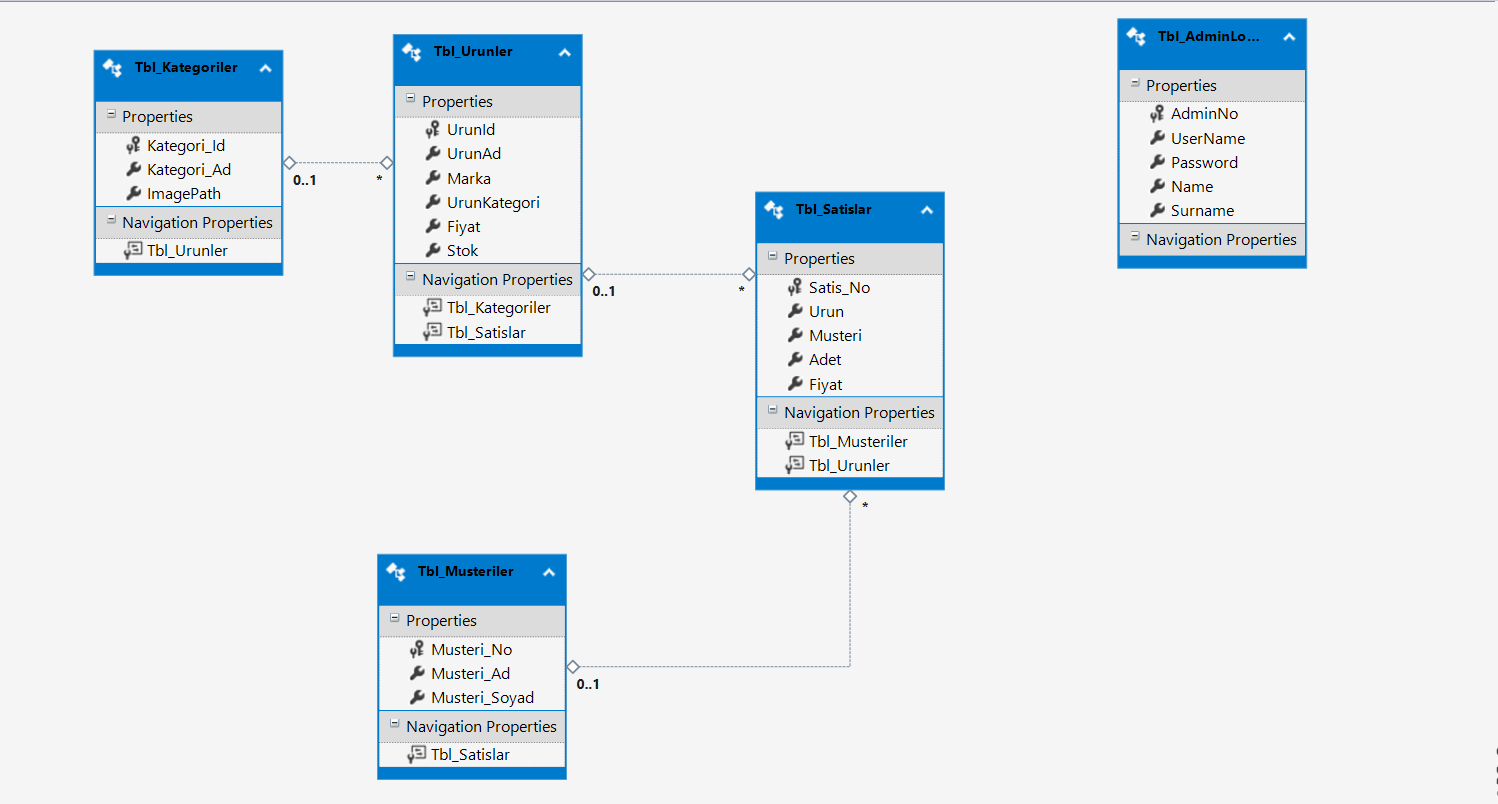 Tbl_Kategoriler
Properties
Kategori_Id
Kategori_Ad
ImagePath
Navigation Properties
Tbl_Urunler
0..1
*
Tbl_Urunler
Properties
UrunId
UrunAd
Marka
UrunKategori
Fiyat
Stok
Navigation Properties
Tbl_Kategoriler
Tbl_Satislar
0..1
*
Tbl_Satislar
Properties
Satis_No
Urun
Musteri
Adet
Fiyat
Navigation Properties
Tbl_Musteriler
Tbl_Urunler
*
Tbl_Musteriler
Properties
Musteri_No
Musteri_Ad
Musteri_Soyad
Navigation Properties
Tbl_Satislar
0..1
Tbl_AdminLo...
Properties
AdminNo
UserName
Password
Name
Surname
Navigation Properties